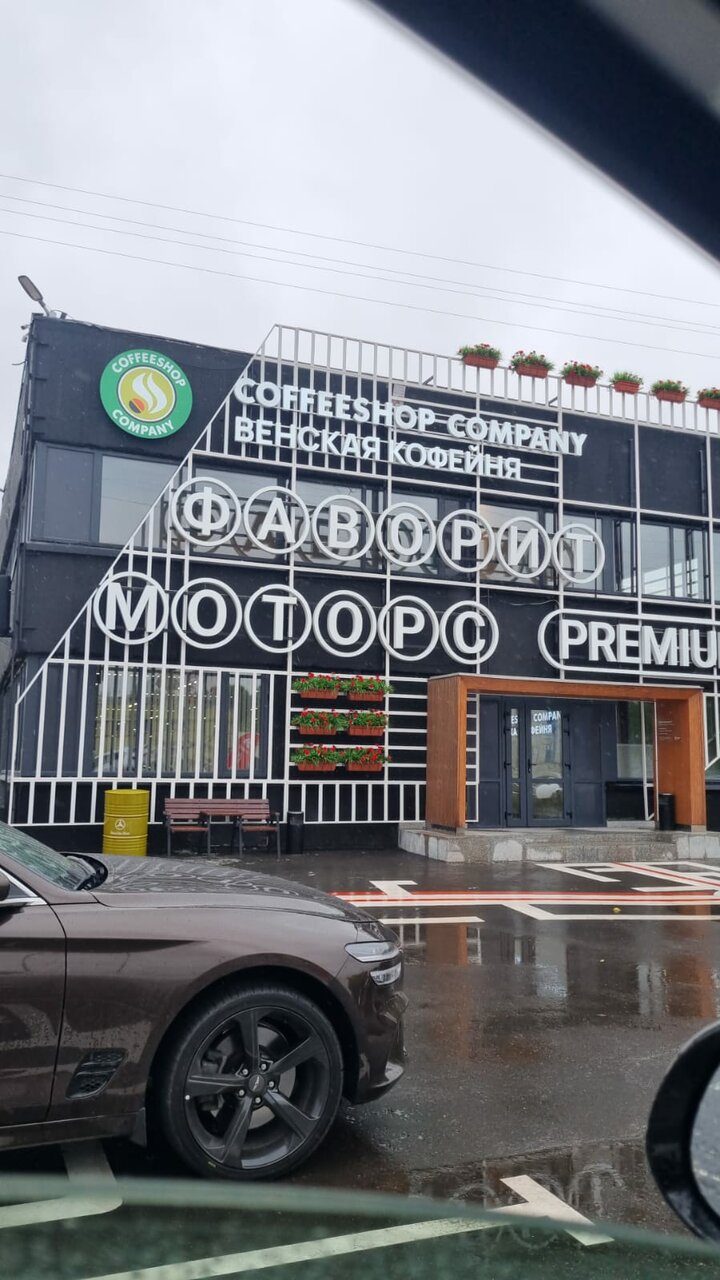 COFFEESHOP
COMPANY
COFFEESHOP COMPANY
ВЕНСКАЯ КОФЕЙНЯ
ФАВОРИТ
МОТОРС PREMIU